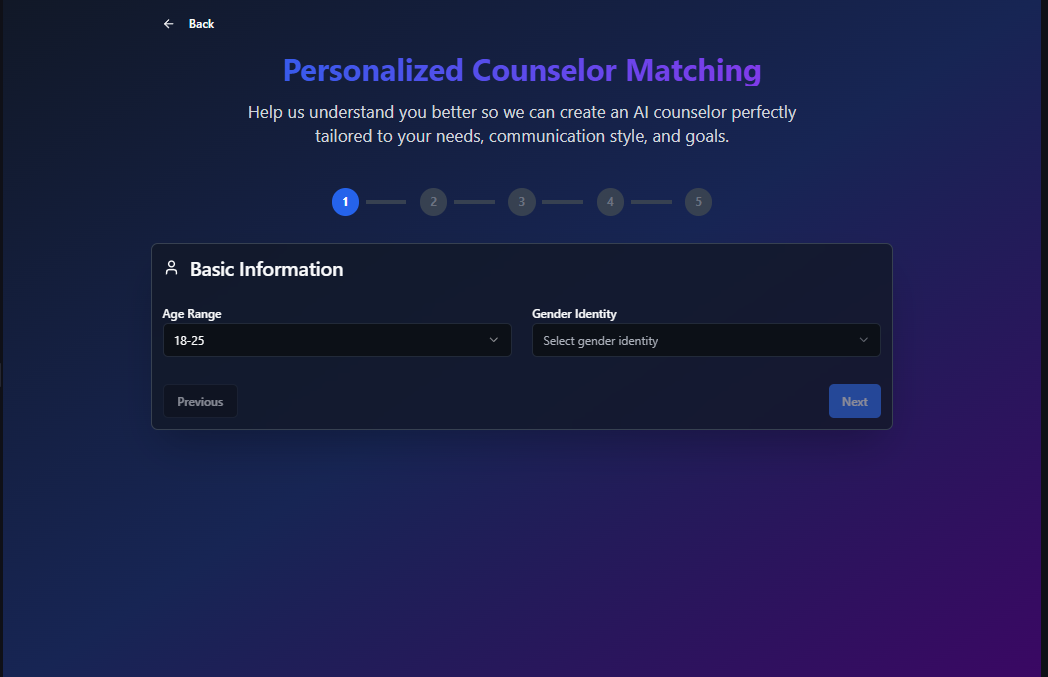 Back
Personalized Counselor Matching
Help us understand you better so we can create an AI counselor perfectly
tailored to your needs, communication style, and goals.
1 2 3 4 5
Basic Information
Age Range Gender Identity
18-25 Select gender identity
Previous Next